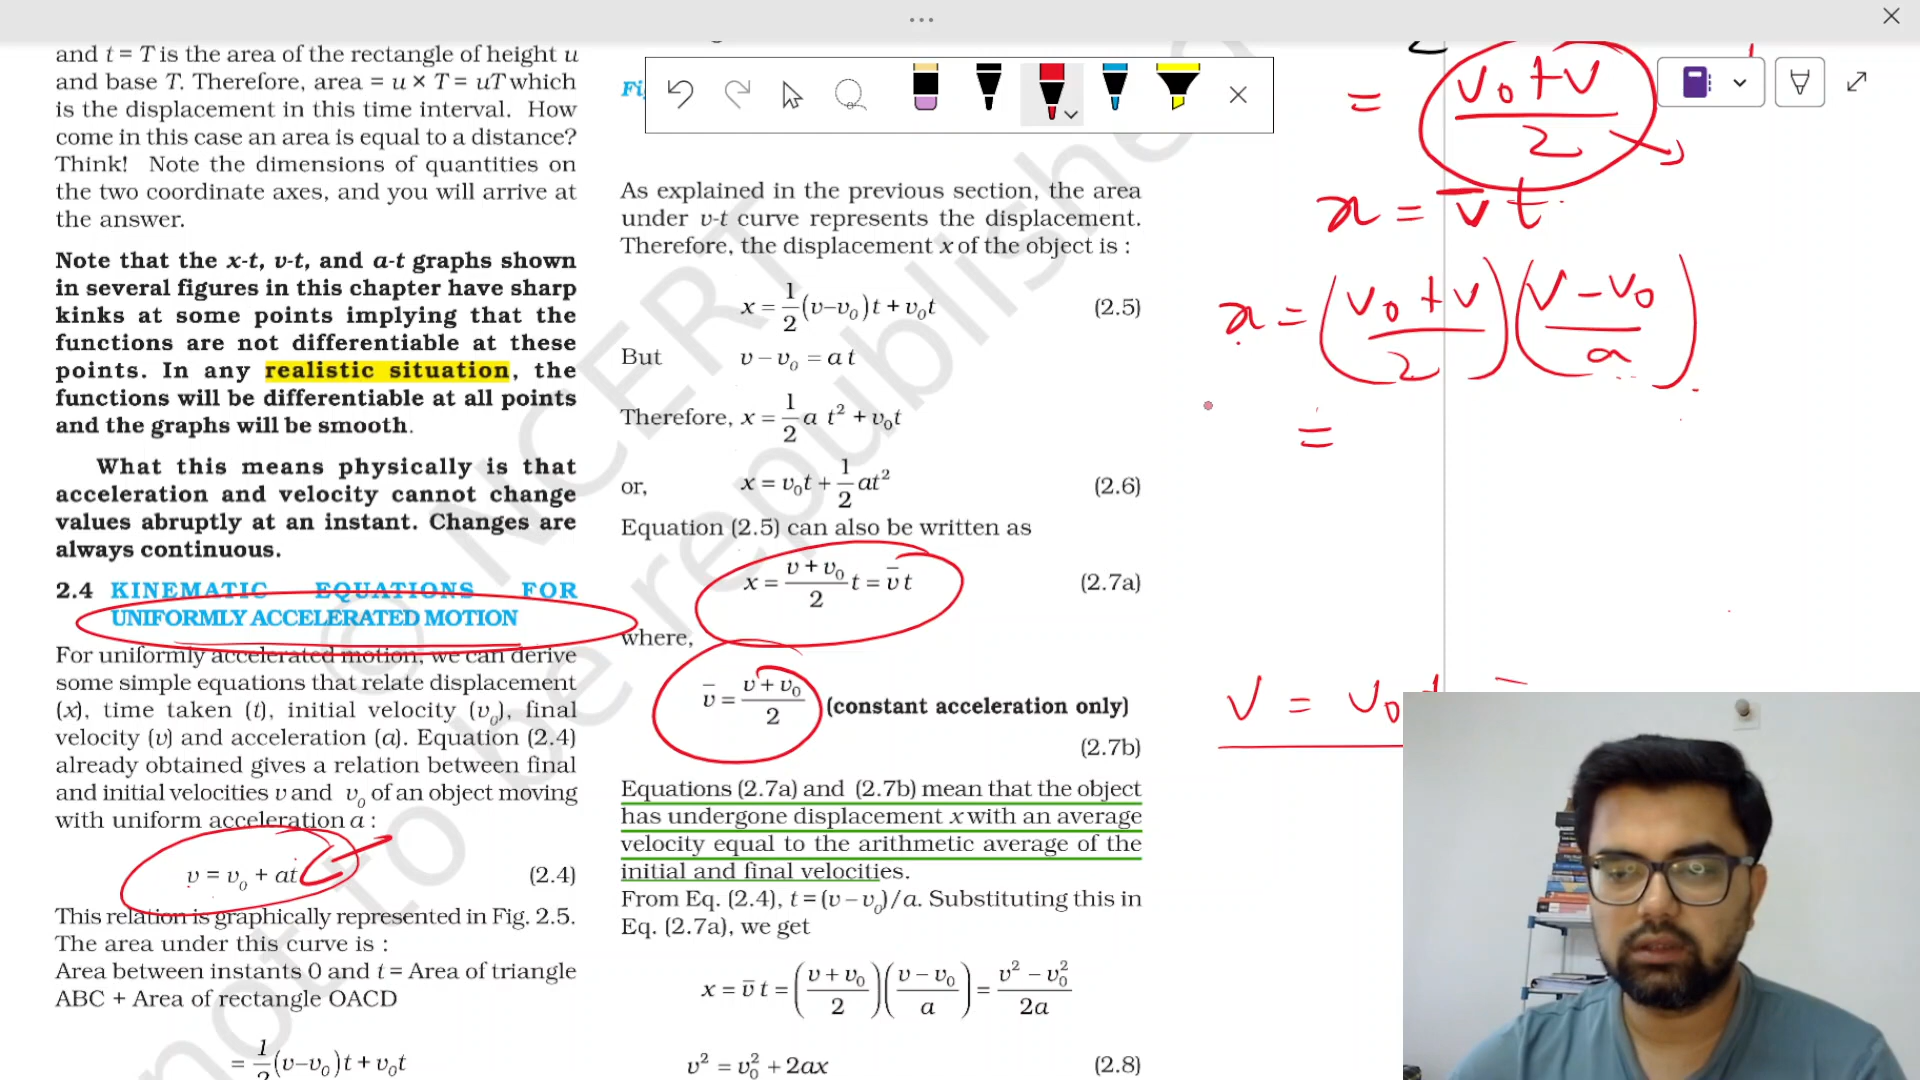 and t = T is the area of the rectangle of height u
and base T. Therefore, area = u × T = uT which
is the displacement in this time interval. How
come in this case an area is equal to a distance?
Think! Note the dimensions of quantities on
the two coordinate axes, and you will arrive at
the answer.
Note that the x-t, v-t, and a-t graphs shown
in several figures in this chapter have sharp
kinks at some points implying that the
functions are not differentiable at these
points. In any realistic situation, the
functions will be differentiable at all points
and the graphs will be smooth.
What this means physically is that
acceleration and velocity cannot change
values abruptly at an instant. Changes are
always continuous.
2.4 KINEMATIC EQUATIONS FOR
UNIFORMLY ACCELERATED MOTION
For uniformly accelerated motion, we can derive
some simple equations that relate displacement
(x), time taken (t), initial velocity (v₀), final
velocity (v) and acceleration (a). Equation (2.4)
already obtained gives a relation between final
and initial velocities v and v₀ of an object moving
with uniform acceleration a :
v = v₀ + at (2.4)
This relation is graphically represented in Fig. 2.5.
The area under this curve is :
Area between instants 0 and t = Area of triangle
ABC + Area of rectangle OACD
= 1/2 (v–v₀)t + v₀t
As explained in the previous section, the area
under v-t curve represents the displacement.
Therefore, the displacement x of the object is :
x = 1/2 (v–v₀)t + v₀t (2.5)
But v – v₀ = a t
Therefore, x = 1/2 a t² + v₀t
or, x = v₀t + 1/2 at² (2.6)
Equation (2.5) can also be written as
x = (v + v₀)/2 t = v̄ t (2.7a)
where,
v̄ = (v + v₀)/2 (constant acceleration only)
(2.7b)
Equations (2.7a) and (2.7b) mean that the object
has undergone displacement x with an average
velocity equal to the arithmetic average of the
initial and final velocities.
From Eq. (2.4), t = (v – v₀)/a. Substituting this in
Eq. (2.7a), we get
x = v̄ t = ((v + v₀)/2) ((v – v₀)/a) = (v² – v₀²)/2a
v² = v₀² + 2ax (2.8)
= (v₀ + v)/2
x = v̄ t
x = ((v₀ + v)/2) ((v – v₀)/a)
=
v = v₀
© NCERT
not to be republished